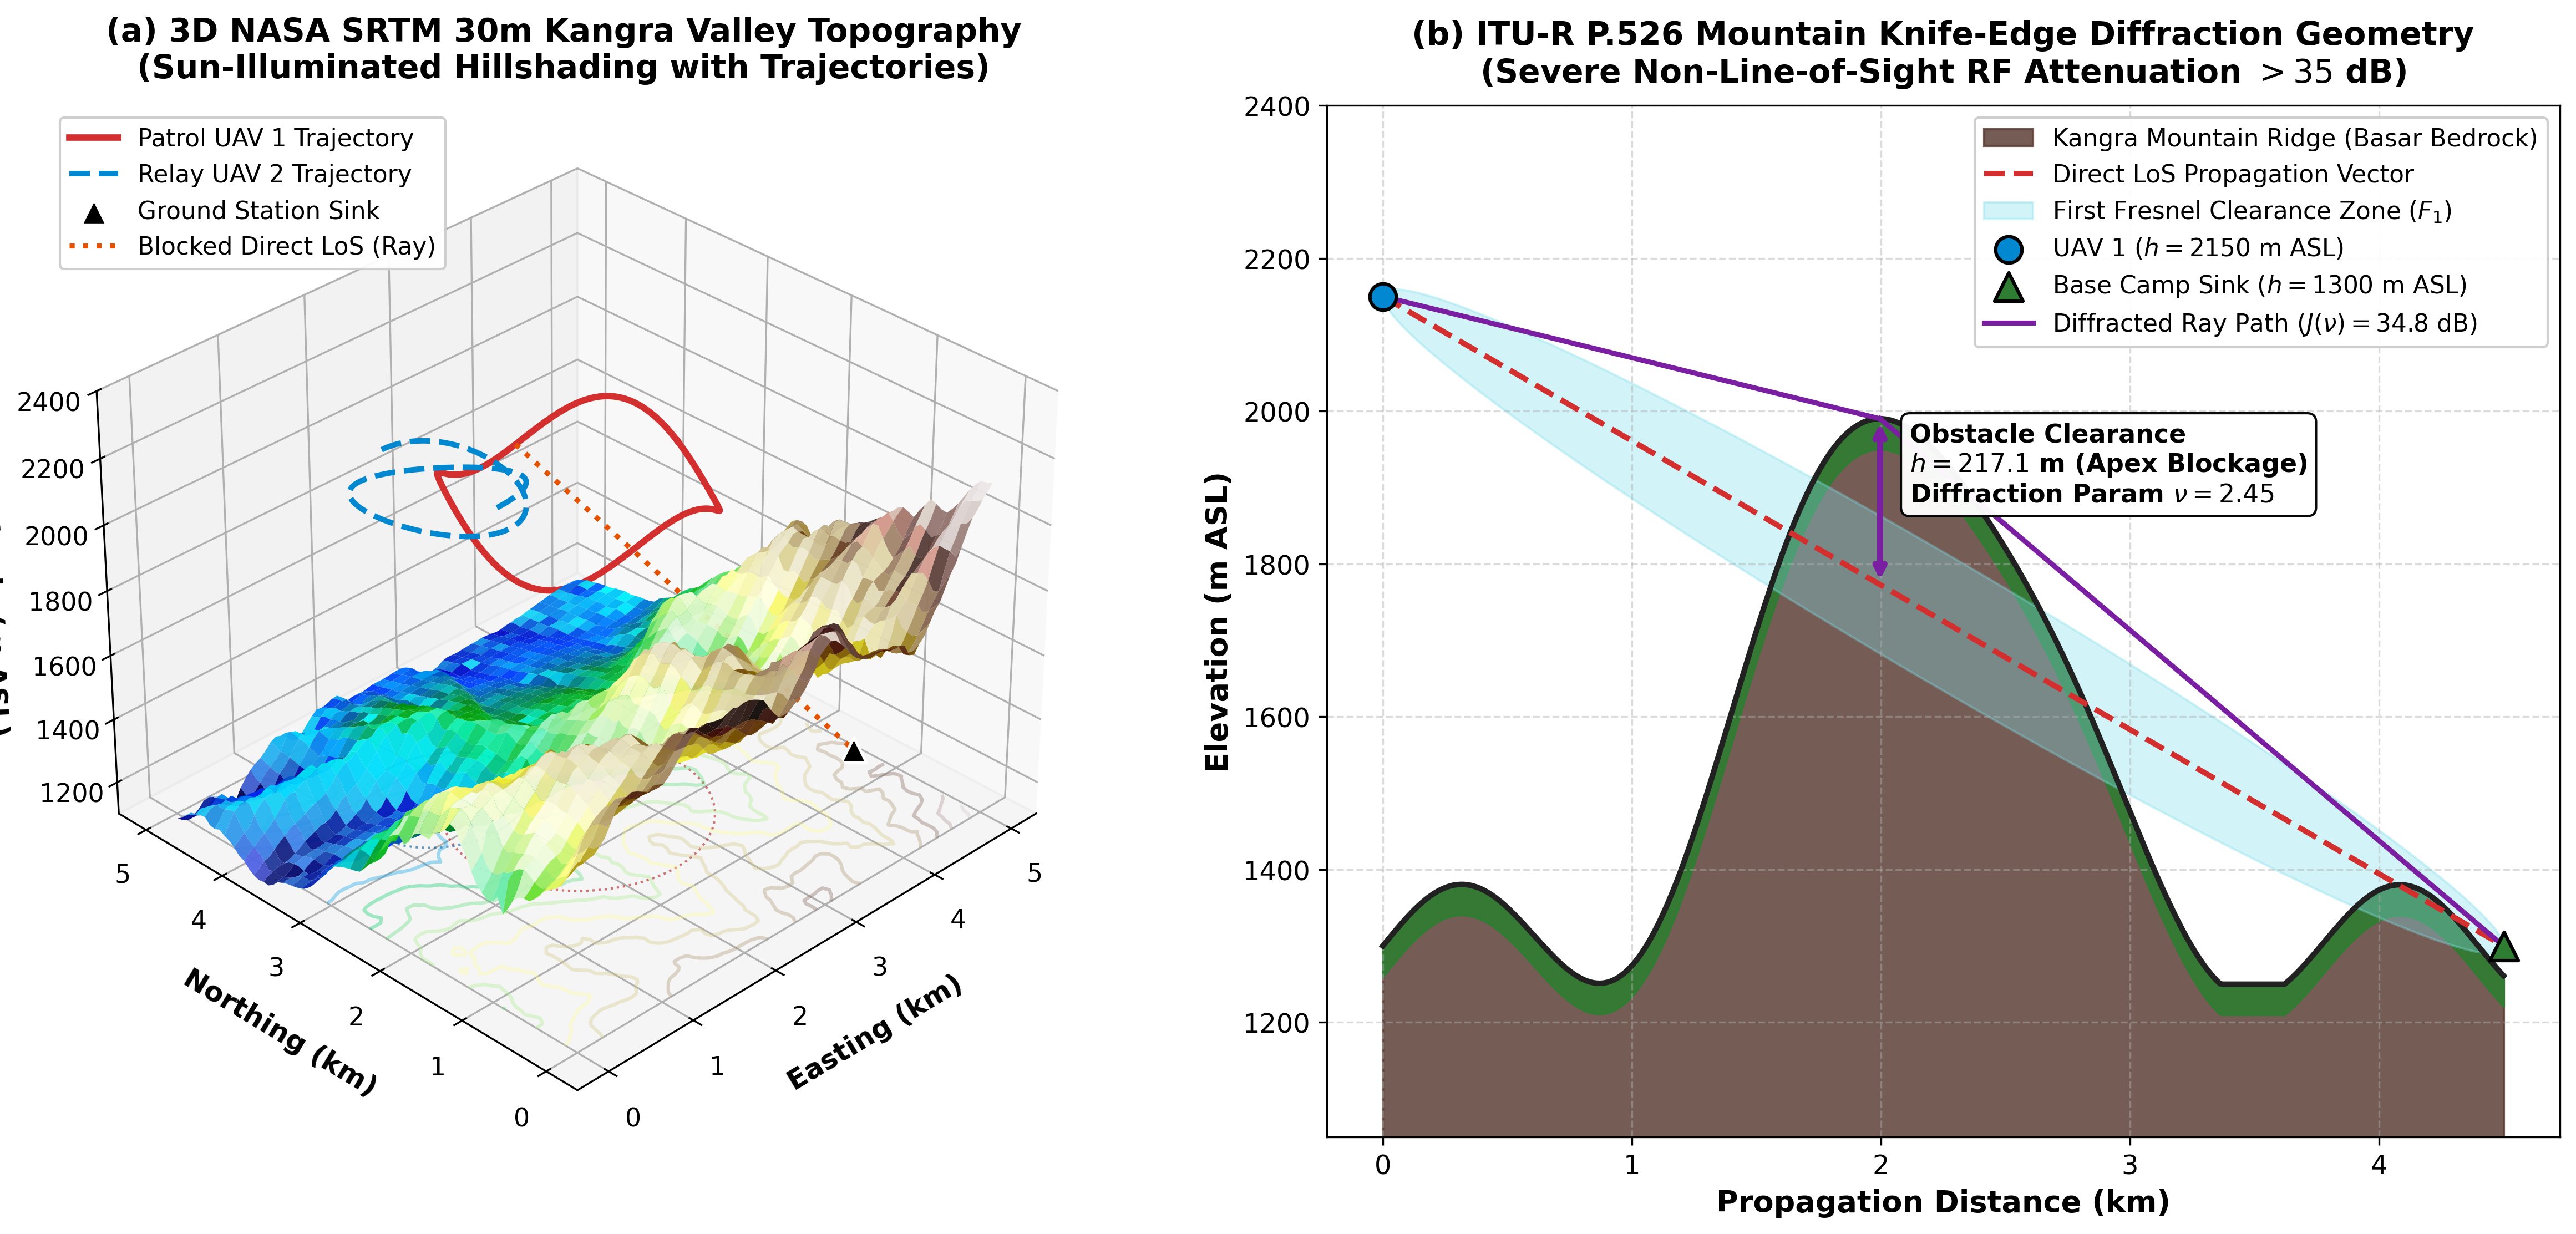 (a) 3D NASA SRTM 30m Kangra Valley Topography
(Sun-Illuminated Hillshading with Trajectories)
Patrol UAV 1 Trajectory
Relay UAV 2 Trajectory
Ground Station Sink
Blocked Direct LoS (Ray)
2400
2200
2000
1800
1600
1400
1200
5
4
3
2
1
0
Northing (km)
0
1
2
3
4
5
Easting (km)
(b) ITU-R P.526 Mountain Knife-Edge Diffraction Geometry
(Severe Non-Line-of-Sight RF Attenuation > 35 dB)
Kangra Mountain Ridge (Basar Bedrock)
Direct LoS Propagation Vector
First Fresnel Clearance Zone (F₁)
UAV 1 (h = 2150 m ASL)
Base Camp Sink (h = 1300 m ASL)
Diffracted Ray Path (J(ν) = 34.8 dB)
Obstacle Clearance
h = 217.1 m (Apex Blockage)
Diffraction Param ν = 2.45
Elevation (m ASL)
2400
2200
2000
1800
1600
1400
1200
0
1
2
3
4
Propagation Distance (km)